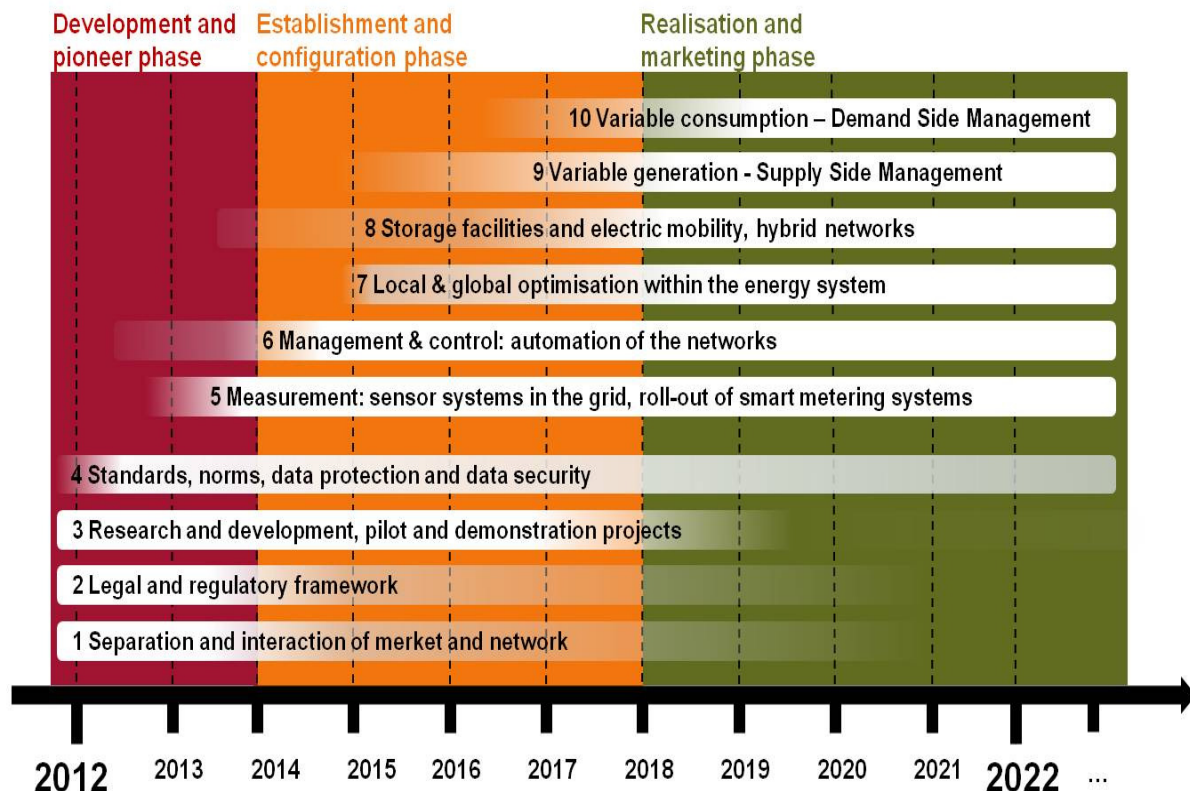 Development and
pioneer phase
Establishment and
configuration phase
Realisation and
marketing phase
10 Variable consumption – Demand Side Management
9 Variable generation - Supply Side Management
8 Storage facilities and electric mobility, hybrid networks
7 Local & global optimisation within the energy system
6 Management & control: automation of the networks
5 Measurement: sensor systems in the grid, roll-out of smart metering systems
4 Standards, norms, data protection and data security
3 Research and development, pilot and demonstration projects
2 Legal and regulatory framework
1 Separation and interaction of merket and network
2012 2013 2014 2015 2016 2017 2018 2019 2020 2021 2022 ...